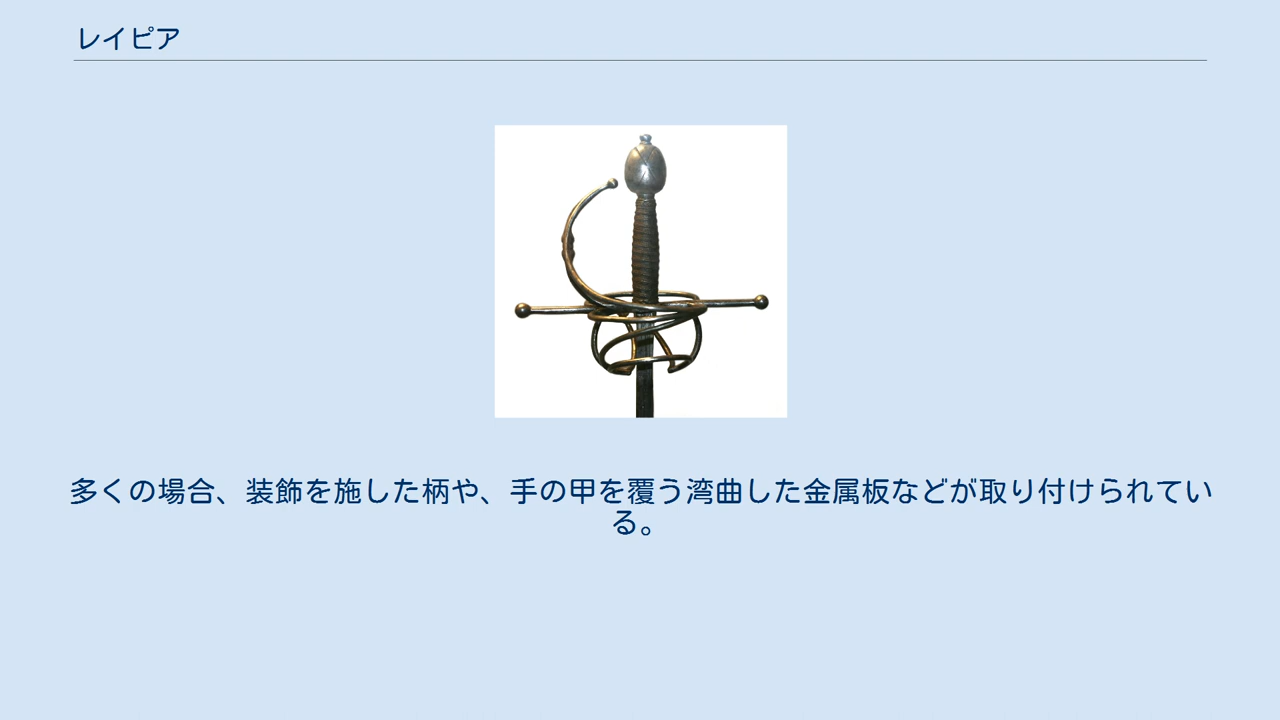 レイピア
多くの場合、装飾を施した柄や、手の甲を覆う湾曲した金属板などが取り付けられてい
る。